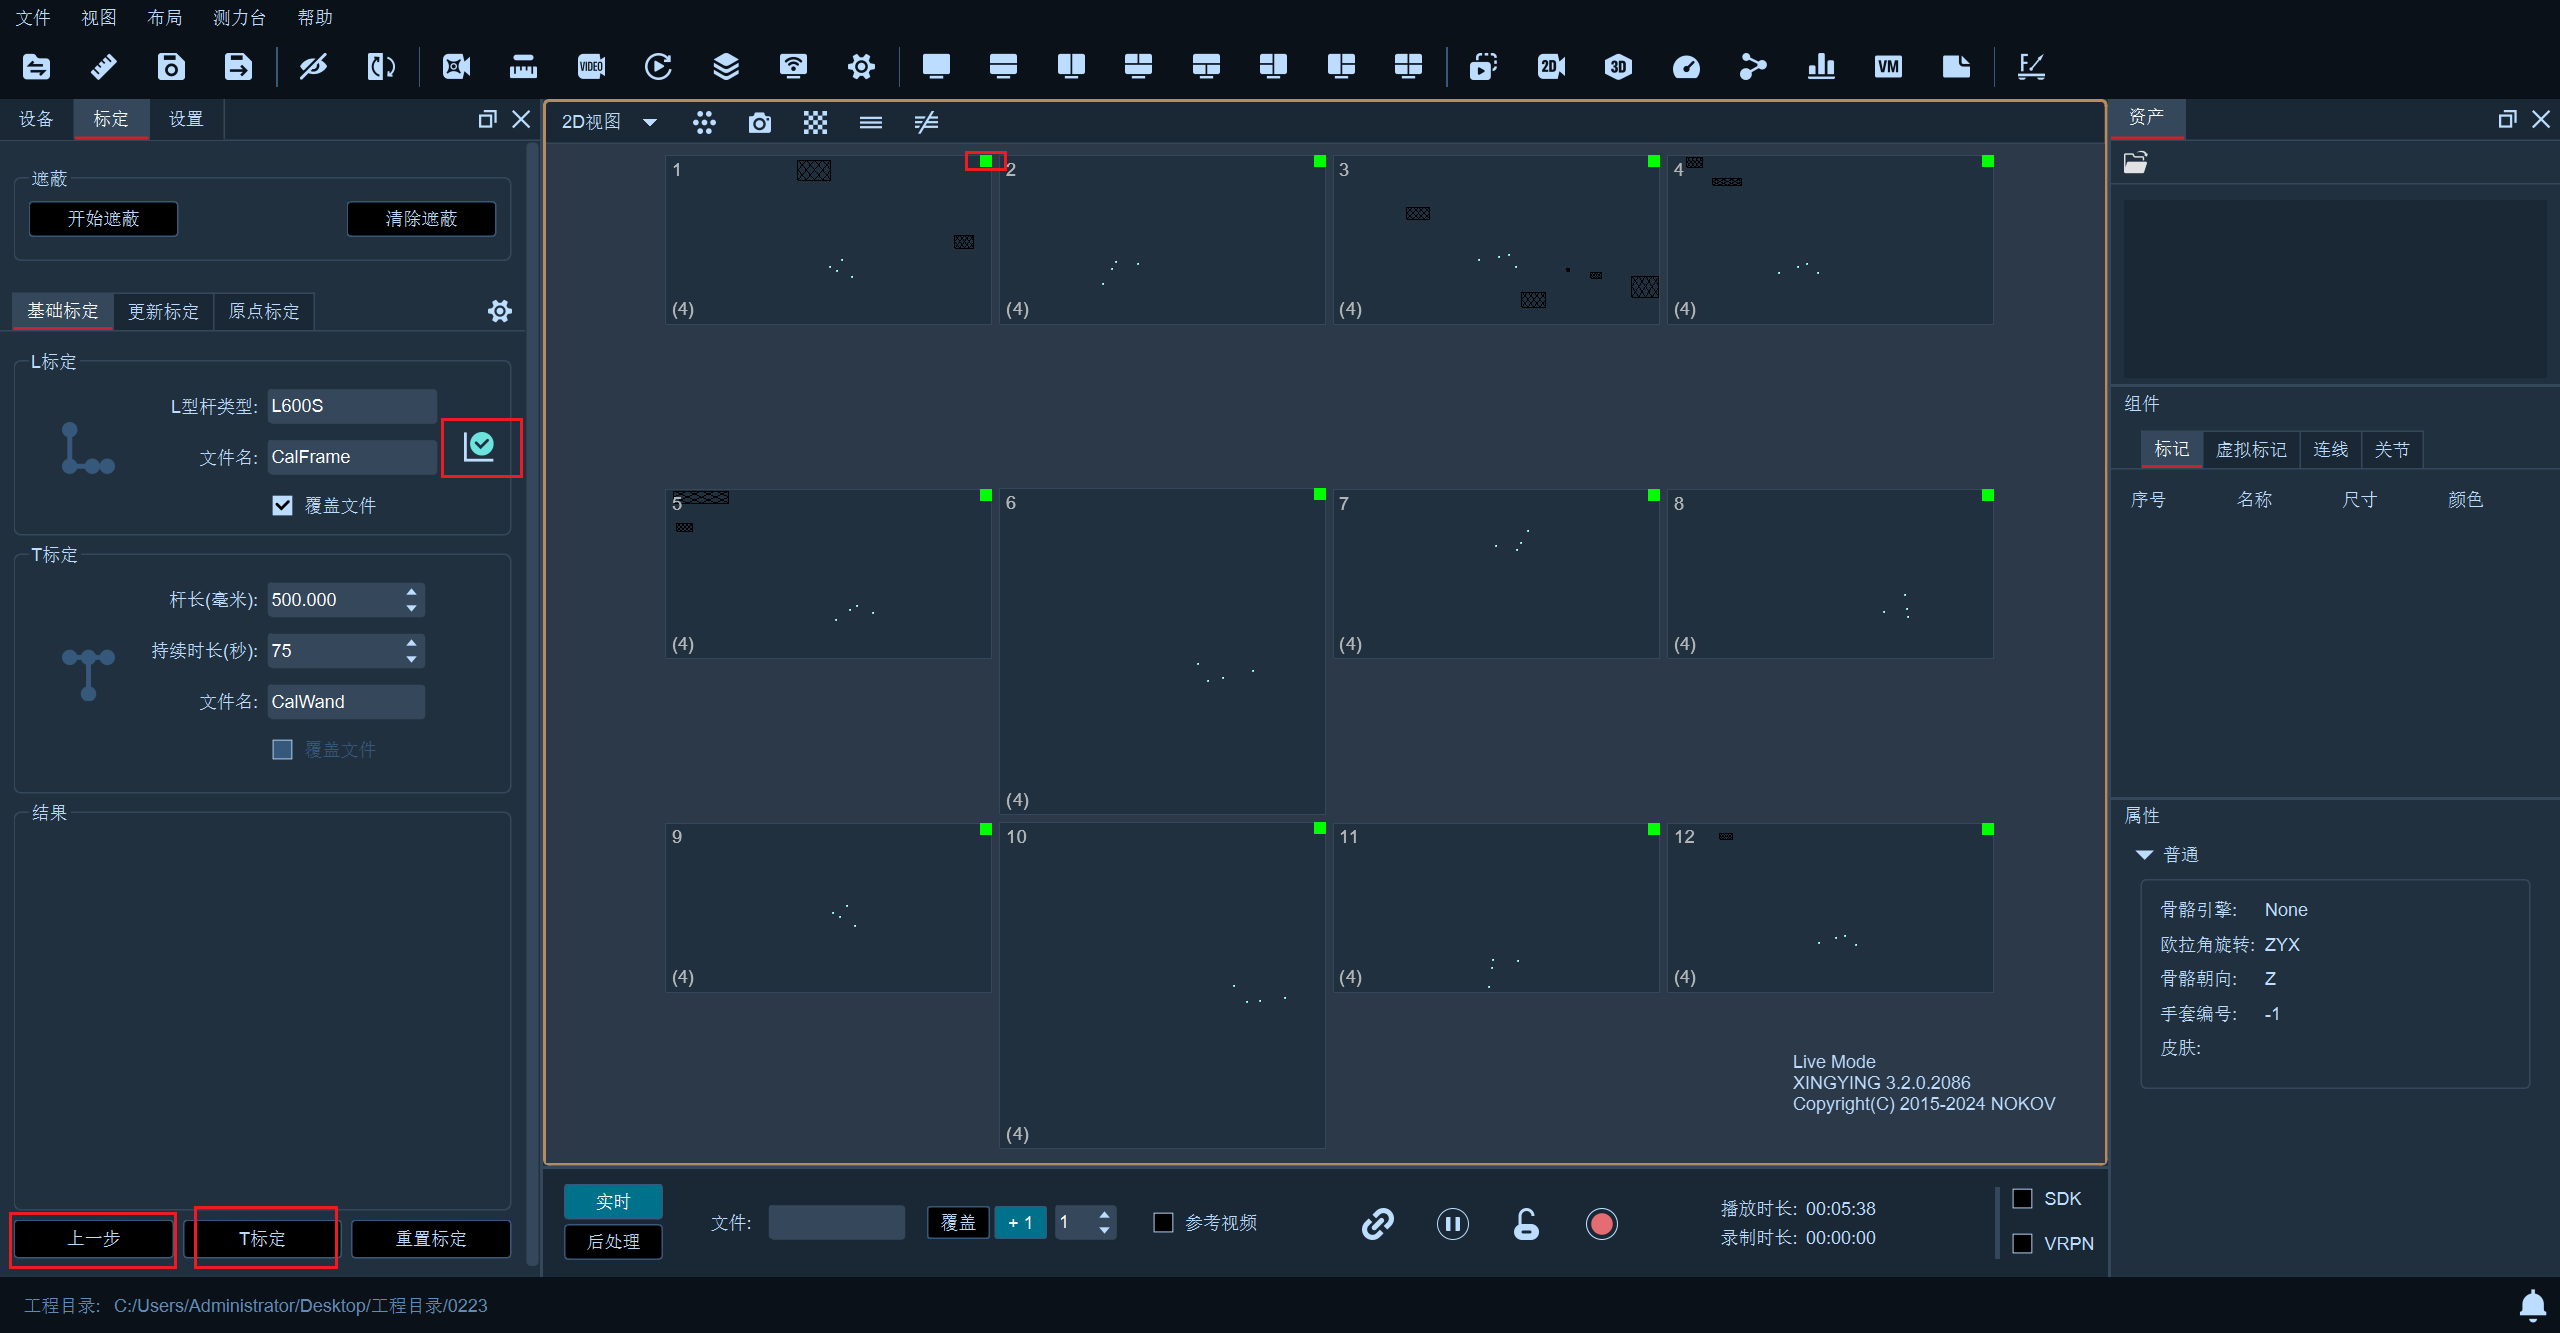 文件 视图 布局 测力台 帮助
VIDEO 2D 3D VM
设备 标定 设置
遮蔽
开始遮蔽 清除遮蔽
基础标定 更新标定 原点标定
L标定
L型杆类型: L600S
文件名: CalFrame
覆盖文件
T标定
杆长(毫米): 500.000
持续时长(秒): 75
文件名: CalWand
覆盖文件
结果
上一步 T标定 重置标定
2D视图
1 2 3 4
(4) (4) (4) (4)
5 6 7 8
(4) (4) (4)
(4)
9 10 11 12
(4) (4) (4)
(4)
Live Mode
XINGYING 3.2.0.2086
Copyright(C) 2015-2024 NOKOV
实时
后处理
文件: 覆盖 + 1 1 参考视频
播放时长: 00:05:38
录制时长: 00:00:00
SDK
VRPN
资产
组件
标记 虚拟标记 连线 关节
序号 名称 尺寸 颜色
属性
普通
骨骼引擎: None
欧拉角旋转: ZYX
骨骼朝向: Z
手套编号: -1
皮肤:
工程目录: C:/Users/Administrator/Desktop/工程目录/0223